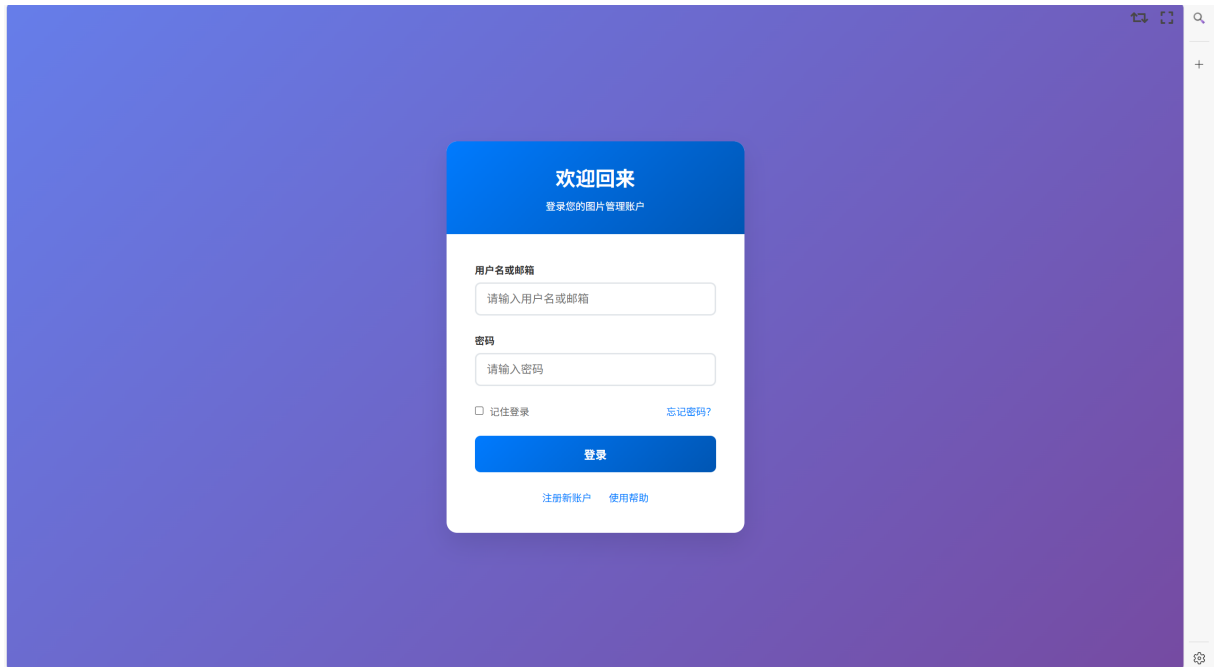 欢迎回来
登录您的图片管理账户
用户名或邮箱
请输入用户名或邮箱
密码
请输入密码
记住登录 忘记密码?
登录
注册新账户 使用帮助